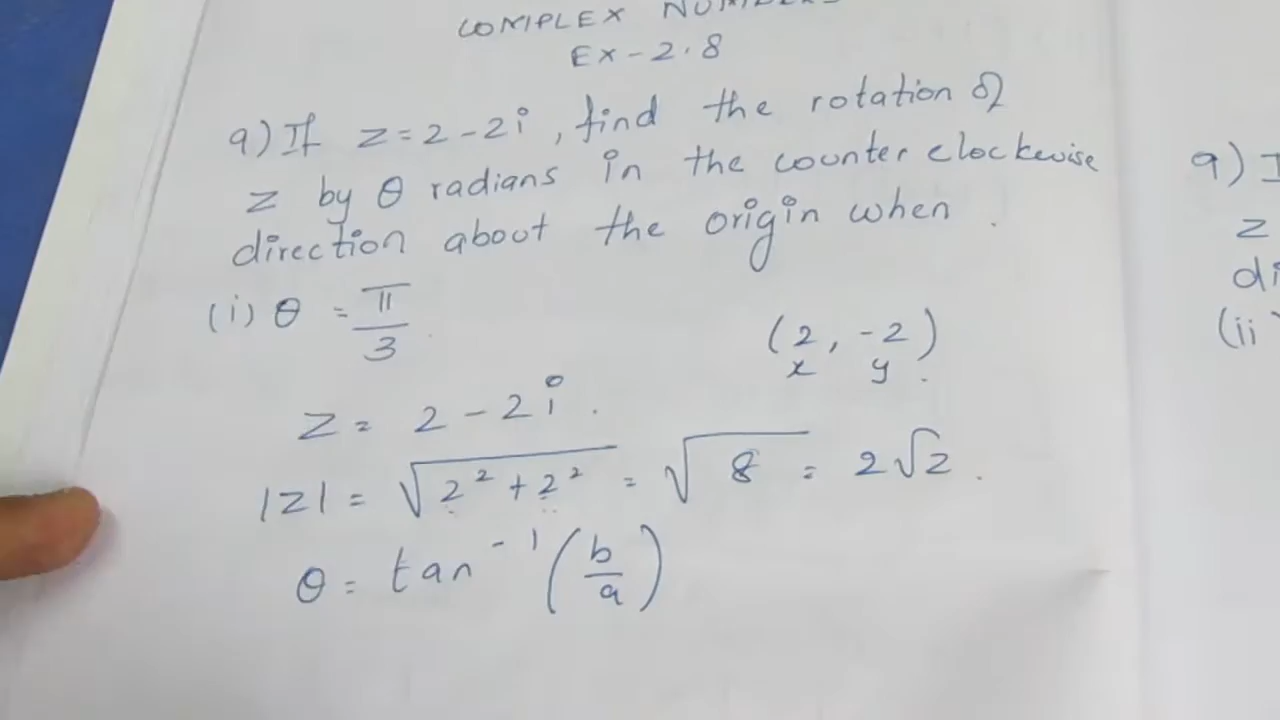 COMPLEX NUMBERS
EX-2.8
9) If z = 2 - 2i, find the rotation of
z by θ radians in the counter clockwise
direction about the origin when .
(i) θ = π/3
(2, -2)
x y .
z = 2 - 2i .
|z| = √(2² + 2²) = √8 = 2√2 .
θ = tan⁻¹ (b/a)
9) I
z
di
(ii